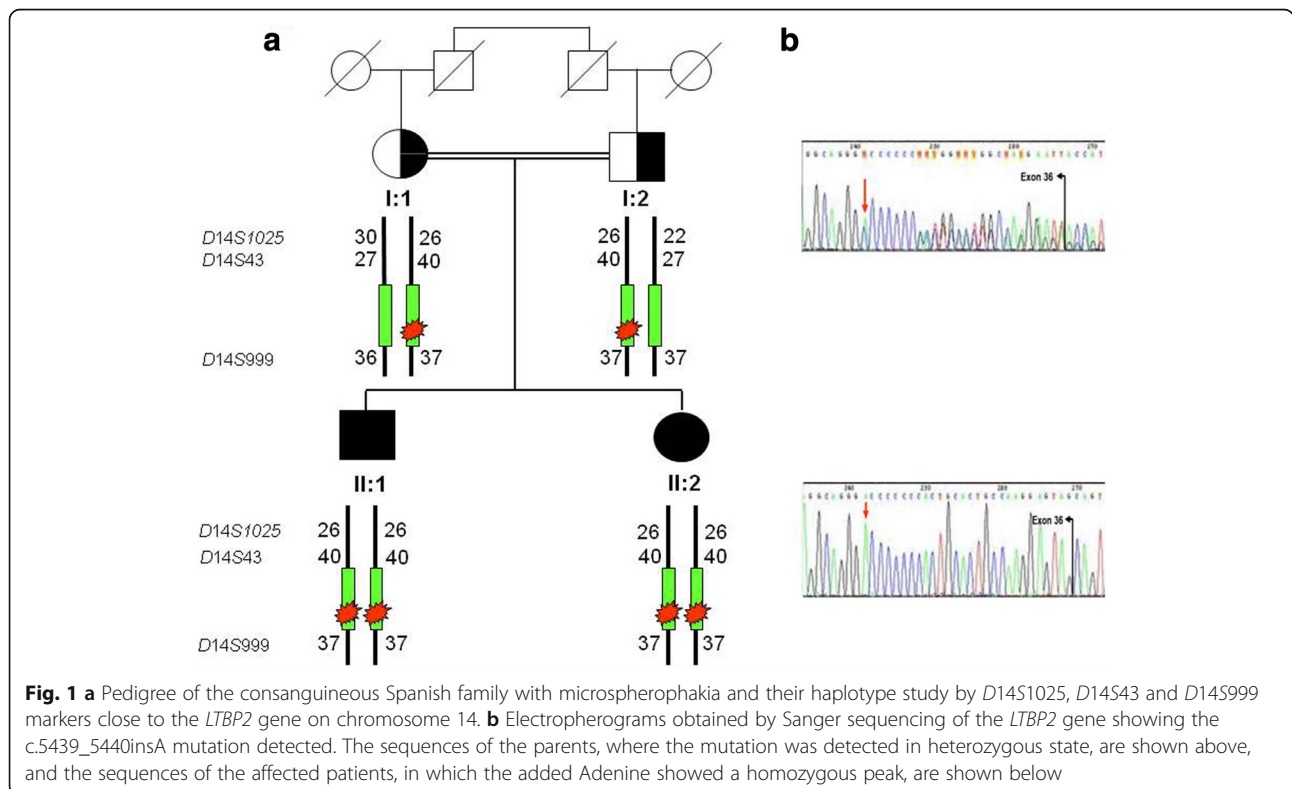 a
b
I:1 I:2
D14S1025 30 26 26 22
D14S43 27 40 40 27
D14S999 36 37 37 37
II:1 II:2
D14S1025 26 26 26 26
D14S43 40 40 40 40
D14S999 37 37 37 37
Exon 36
Exon 36
Fig. 1 a Pedigree of the consanguineous Spanish family with microspherophakia and their haplotype study by D14S1025, D14S43 and D14S999
markers close to the LTBP2 gene on chromosome 14. b Electropherograms obtained by Sanger sequencing of the LTBP2 gene showing the
c.5439_5440insA mutation detected. The sequences of the parents, where the mutation was detected in heterozygous state, are shown above,
and the sequences of the affected patients, in which the added Adenine showed a homozygous peak, are shown below